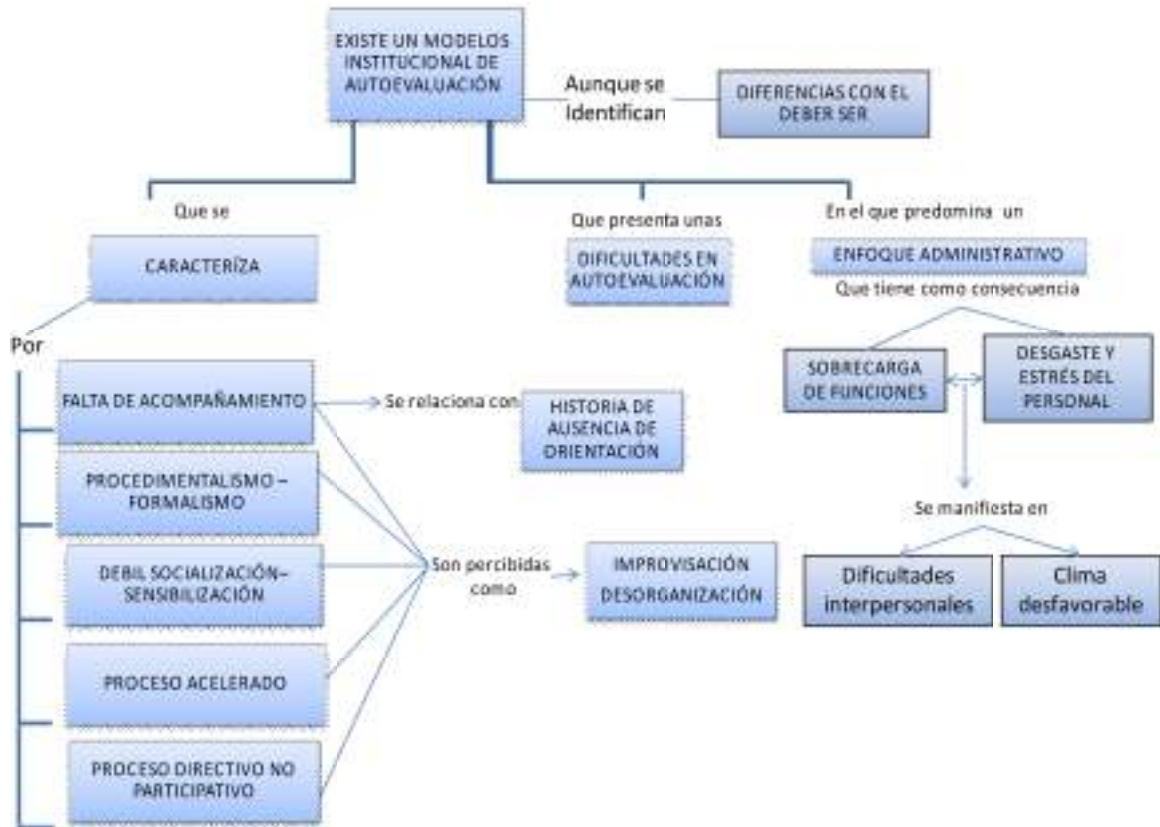 EXISTE UN MODELOS
INSTITUCIONAL DE
AUTOEVALUACIÓN
Aunque se
Identifican
DIFERENCIAS CON EL
DEBER SER
Que se
CARACTERÍZA
Por
FALTA DE ACOMPAÑAMIENTO
Se relaciona con
HISTORIA DE
AUSENCIA DE
ORIENTACIÓN
PROCEDIMENTALISMO –
FORMALISMO
DEBIL SOCIALIZACIÓN–
SENSIBILIZACIÓN
PROCESO ACELERADO
PROCESO DIRECTIVO NO
PARTICIPATIVO
Son percibidas
como
IMPROVISACIÓN
DESORGANIZACIÓN
Que presenta unas
DIFICULTADES EN
AUTOEVALUACIÓN
En el que predomina un
ENFOQUE ADMINISTRATIVO
Que tiene como consecuencia
SOBRECARGA
DE FUNCIONES
DESGASTE Y
ESTRÉS DEL
PERSONAL
Se manifiesta en
Dificultades
interpersonales
Clima
desfavorable